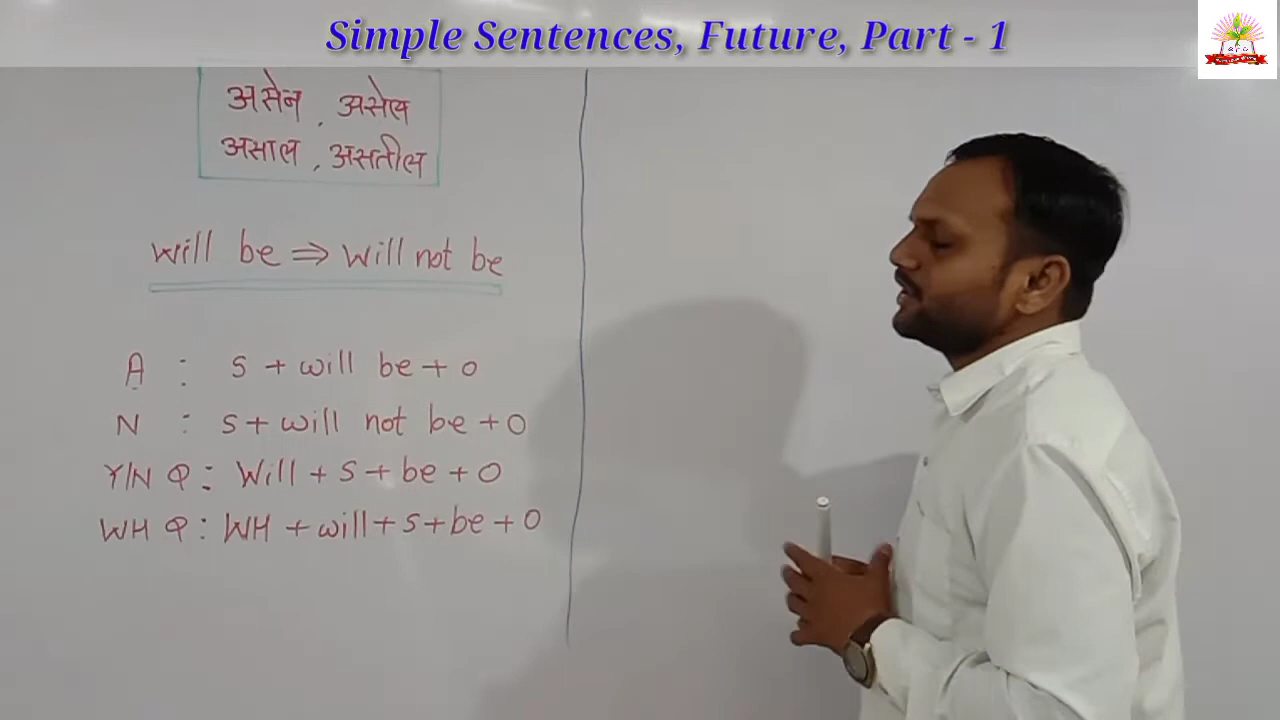 Simple Sentences, Future, Part - 1
असेन , असेल
असाल , असतील
will be ⇒ will not be
A : S + will be + O
N : S + will not be + O
Y/N Q : Will + S + be + O
WH Q : WH + will + S + be + O